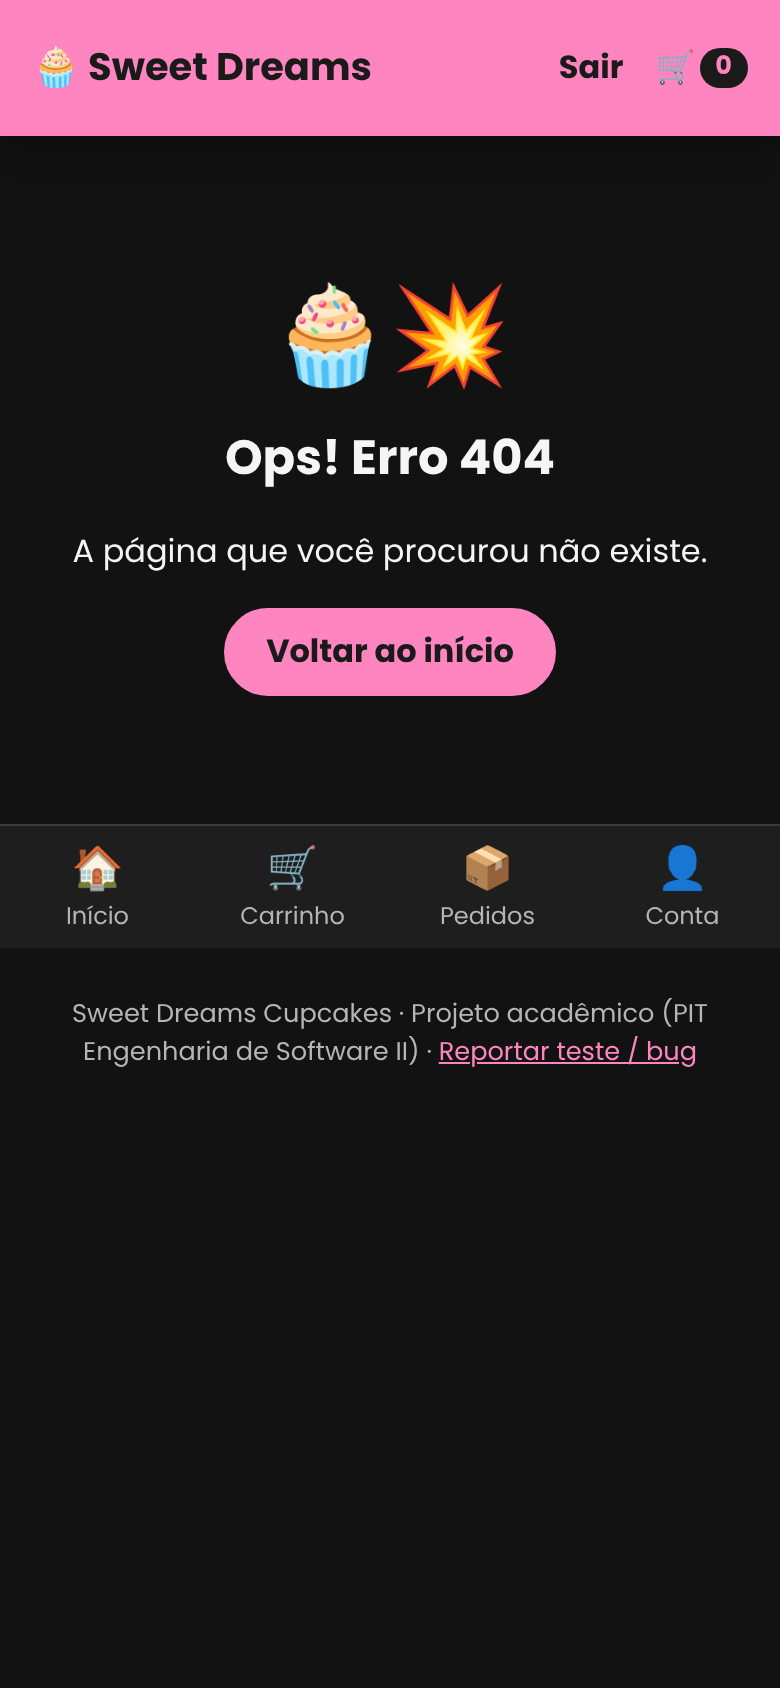 Sweet Dreams
Sair
0
Ops! Erro 404
A página que você procurou não existe.
Voltar ao início
Início
Carrinho
Pedidos
Conta
Sweet Dreams Cupcakes · Projeto acadêmico (PIT
Engenharia de Software II) · Reportar teste / bug